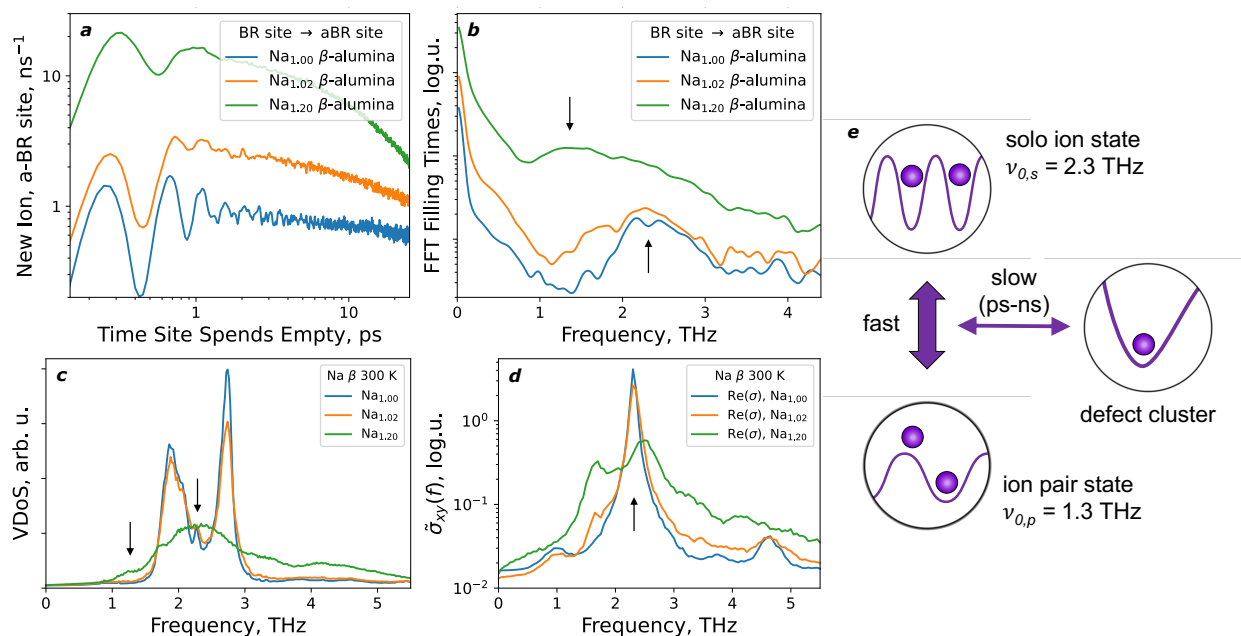 a
BR site → aBR site
Na1.00 β-alumina
Na1.02 β-alumina
Na1.20 β-alumina
10
1
New Ion, a-BR site, ns⁻¹
1
10
Time Site Spends Empty, ps
b
BR site → aBR site
Na1.00 β-alumina
Na1.02 β-alumina
Na1.20 β-alumina
FFT Filling Times, log.u.
0 1 2 3 4
Frequency, THz
c
Na β 300 K
Na1.00
Na1.02
Na1.20
VDoS, arb. u.
0 1 2 3 4 5
Frequency, THz
d
Na β 300 K
Re(σ), Na1.00
Re(σ), Na1.02
Re(σ), Na1.20
10⁰
10⁻¹
10⁻²
σ̃xy(f), log.u.
0 1 2 3 4 5
Frequency, THz
e
solo ion state
ν0,s = 2.3 THz
fast
slow
(ps-ns)
defect cluster
ion pair state
ν0,p = 1.3 THz